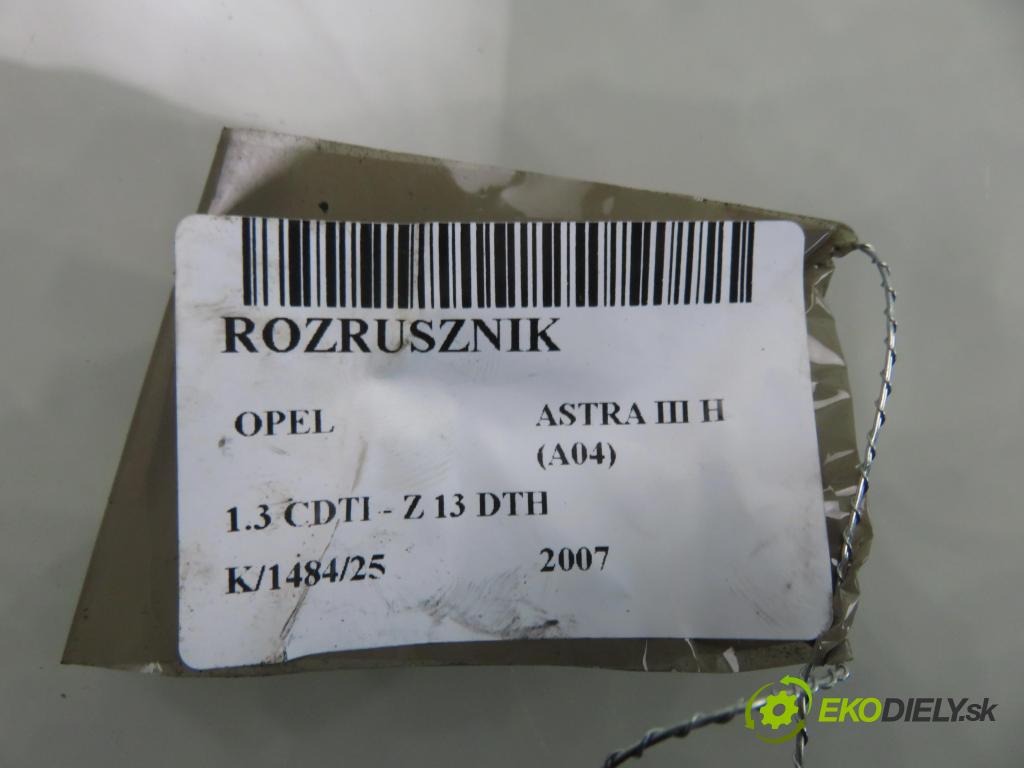 ROZRUSZNIK
OPEL ASTRA III H
(A04)
1.3 CDTI - Z 13 DTH
K/1484/25 2007
EKODIELY.sk